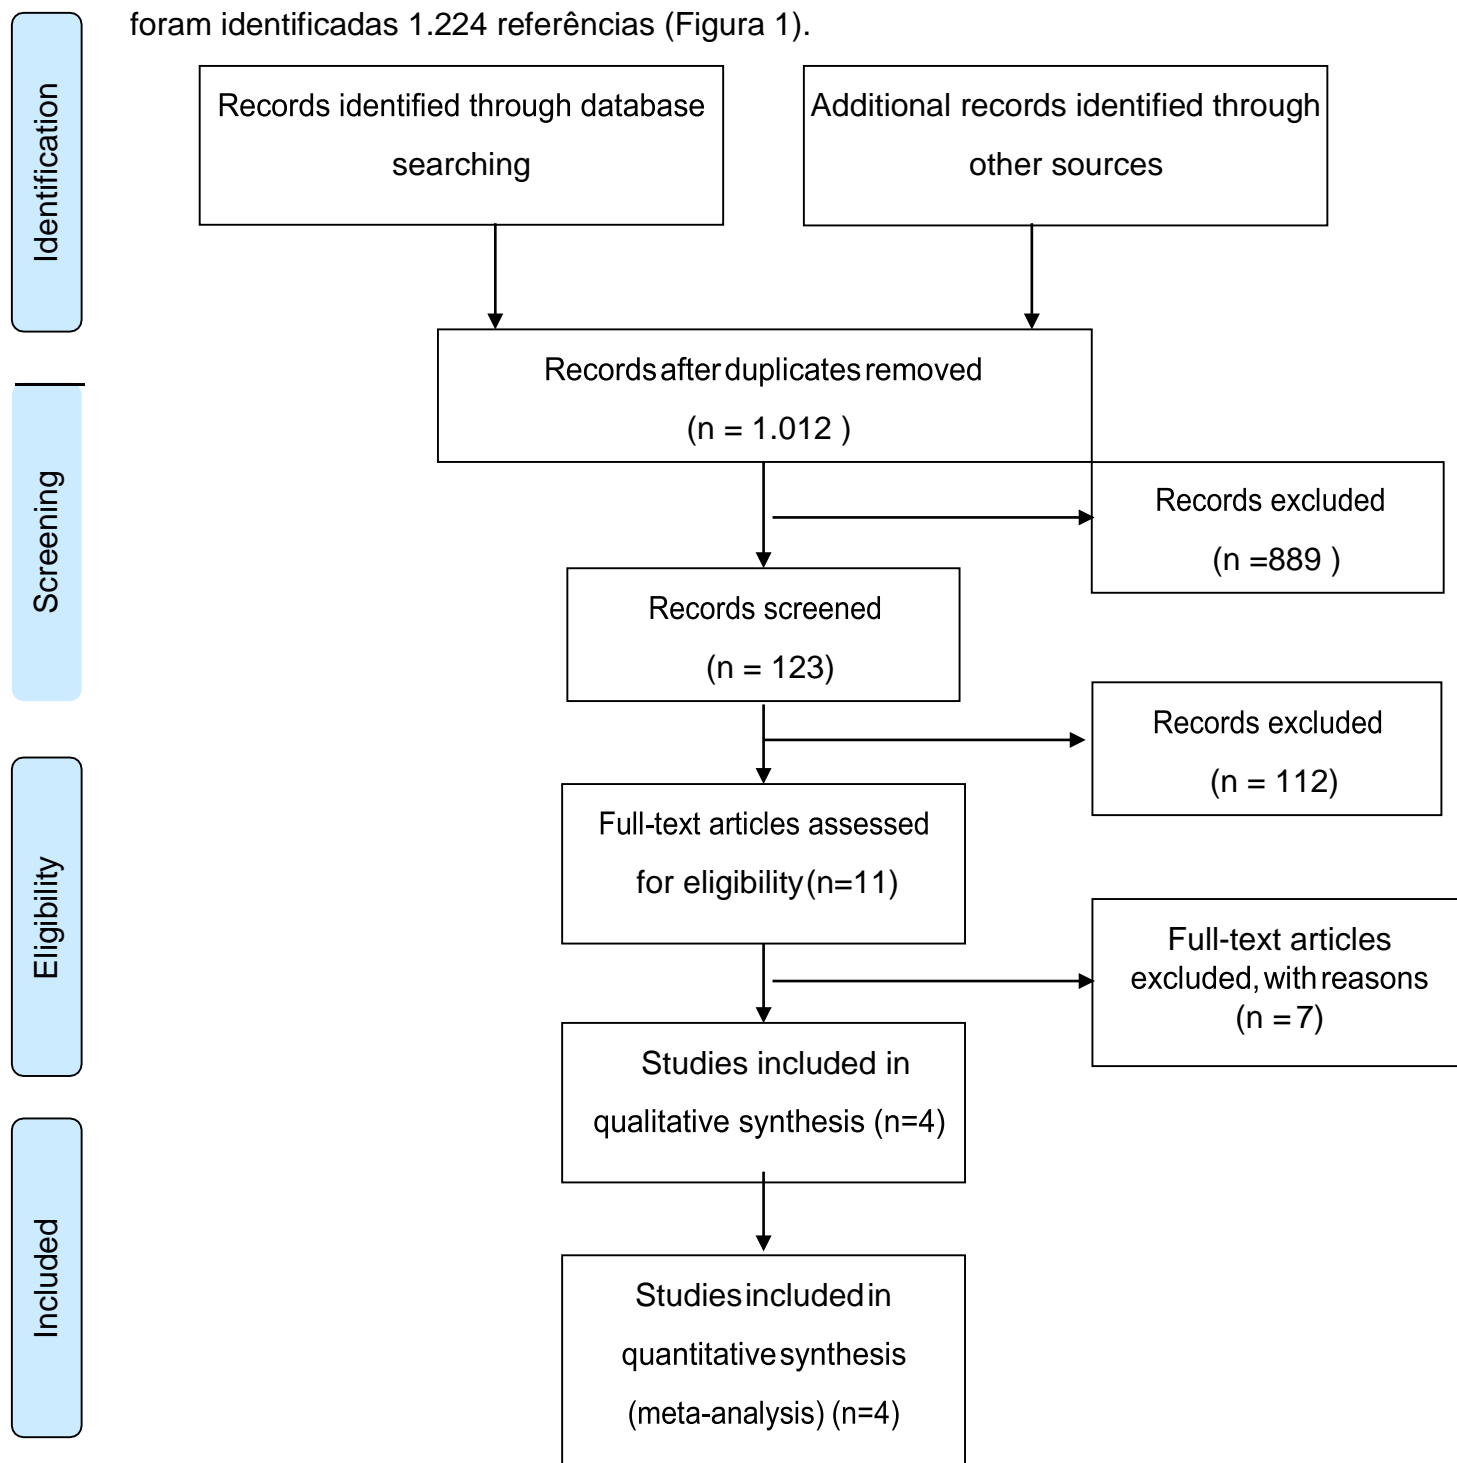 foram identificadas 1.224 referências (Figura 1).
Identification
Records identified through database
searching
Additional records identified through
other sources
Records after duplicates removed
(n = 1.012 )
Screening
Records excluded
(n =889 )
Records screened
(n = 123)
Records excluded
(n = 112)
Eligibility
Full-text articles assessed
for eligibility (n=11)
Full-text articles
excluded, with reasons
(n = 7)
Studies included in
qualitative synthesis (n=4)
Included
Studies included in
quantitative synthesis
(meta-analysis) (n=4)